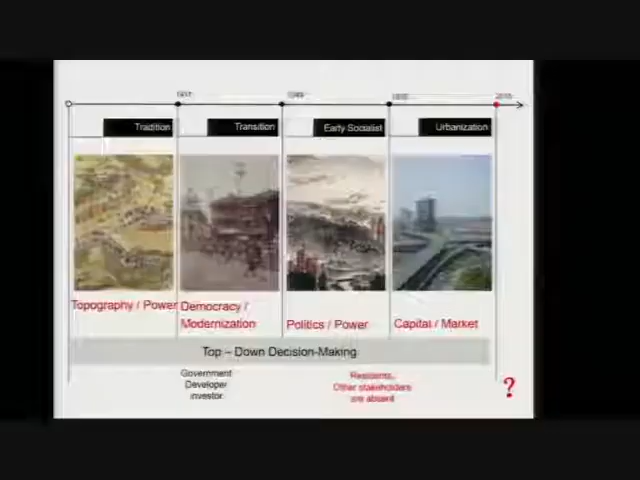 1949
Tradition
Transition
Early Socialist
Urbanization
Topography / Power
Democracy /
Modernization
Politics / Power
Capital / Market
Top – Down Decision-Making
Government
Developer
investor
Residents,
Other stakeholders
are absent
?